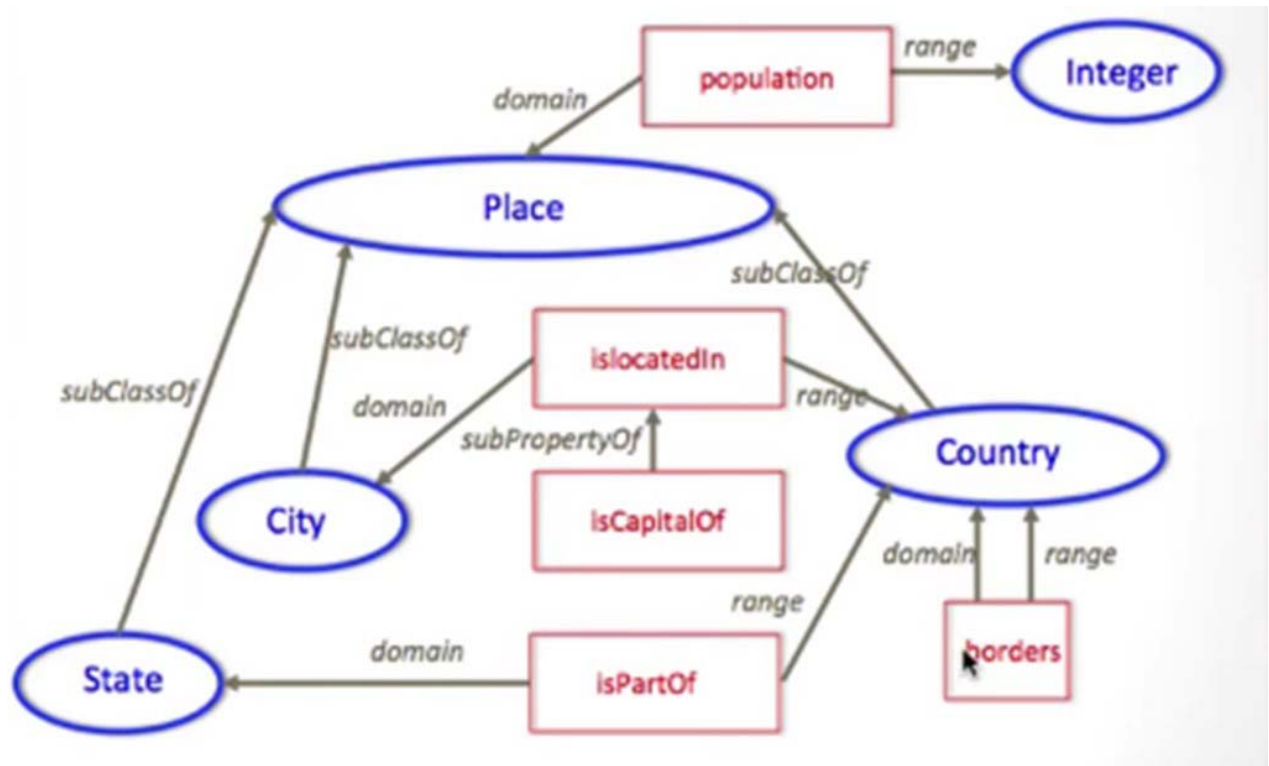 range
population
Integer
domain
Place
subClassOf
islocatedIn
subClassOf
range
subClassOf
domain
subPropertyOf
Country
City
isCapitalOf
domain
range
range
domain
borders
State
isPartOf